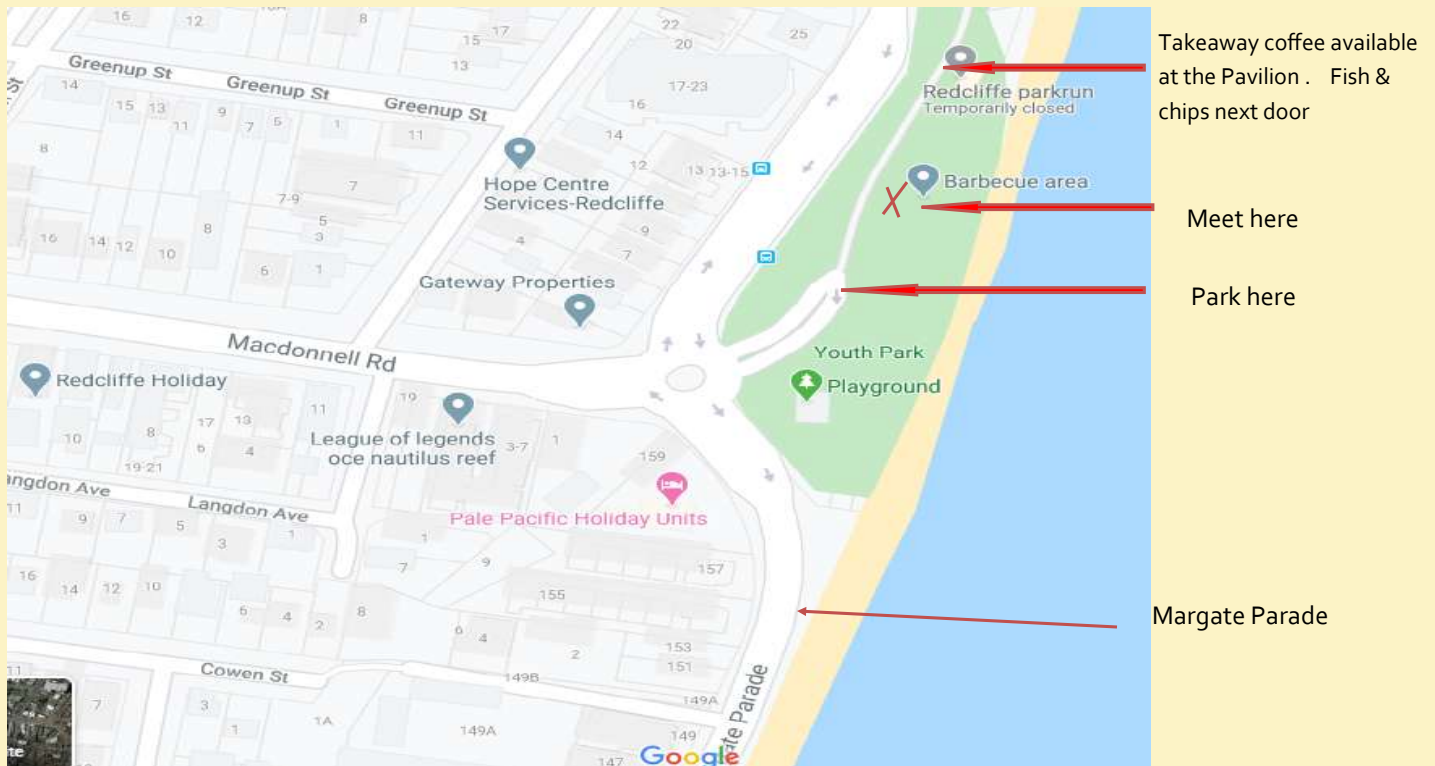 16
12
8
22
20
15
17
13
25
Greenup St
Greenup St
Greenup St
14
15
13
11
9
7
5
1
11
16
17-23
14
Redcliffe parkrun
Temporarily closed
Takeaway coffee available
at the Pavilion . Fish &
chips next door
8
7
7-9
5
3
Hope Centre
Services-Redcliffe
12
13
13-15
Barbecue area
X
Meet here
16
14
12
10
8
6
1
4
9
7
Gateway Properties
Park here
Macdonnell Rd
Youth Park
Playground
Redcliffe Holiday
11
19
17
13
10
8
6
4
19-21
League of legends
oce nautilus reef
3-7
1
159
Pale Pacific Holiday Units
angdon Ave
Langdon Ave
11
9
7
5
3
1
1
7
9
157
16
14
12
10
155
6
4
2
8
6
4
2
153
151
Margate Parade
11
Cowen St
149B
149A
7
3
1
1A
149A
149
147
te
Google
ate Parade